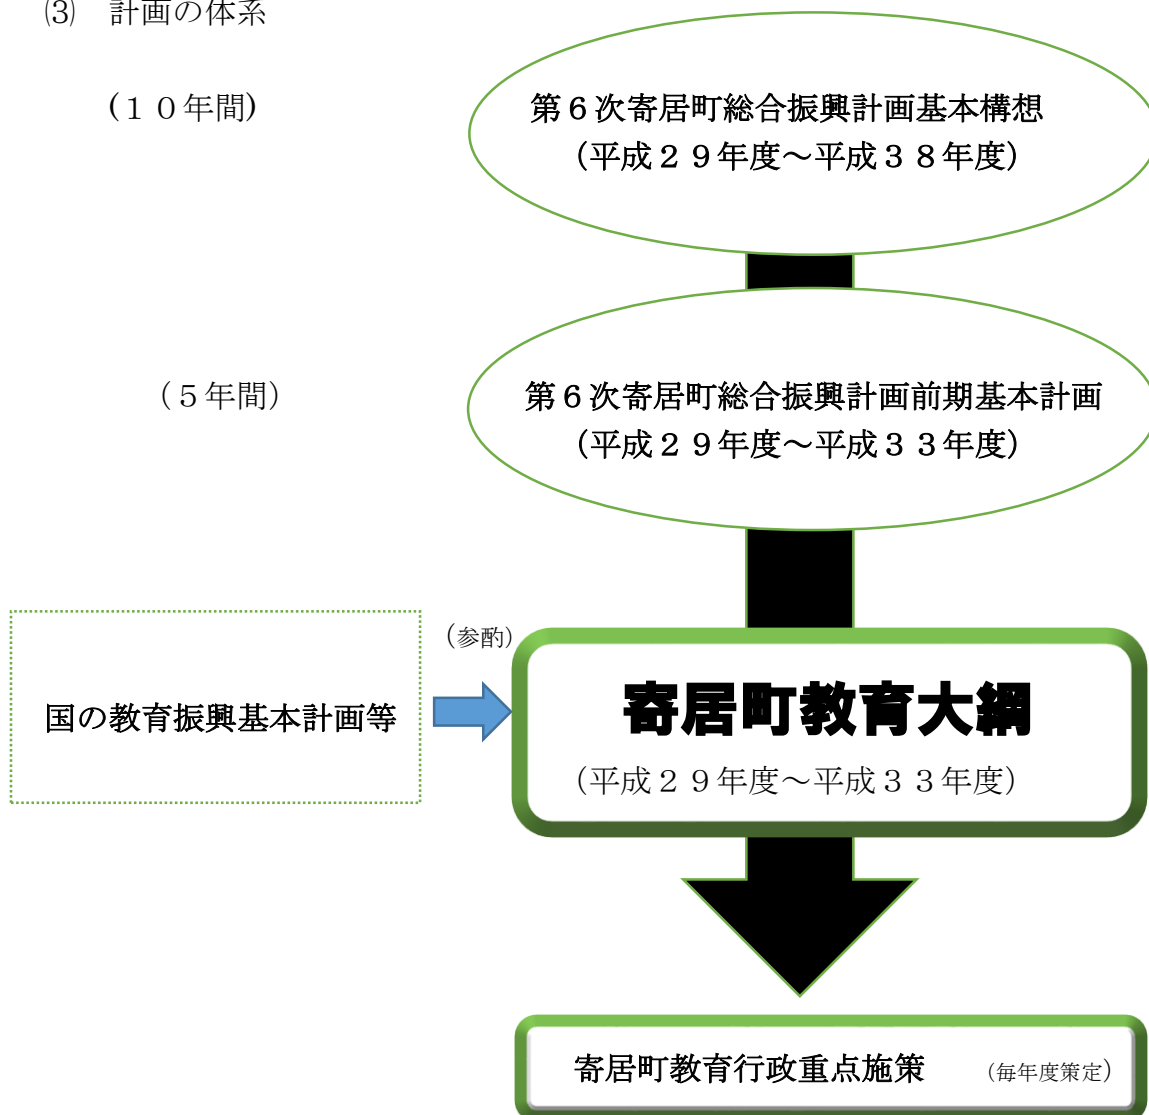 ⑶ 計画の体系
(１０年間)
第６次寄居町総合振興計画基本構想
（平成２９年度～平成３８年度）
（５年間）
第６次寄居町総合振興計画前期基本計画
（平成２９年度～平成３３年度）
（参酌）
国の教育振興基本計画等
寄居町教育大綱
（平成２９年度～平成３３年度）
寄居町教育行政重点施策 （毎年度策定）